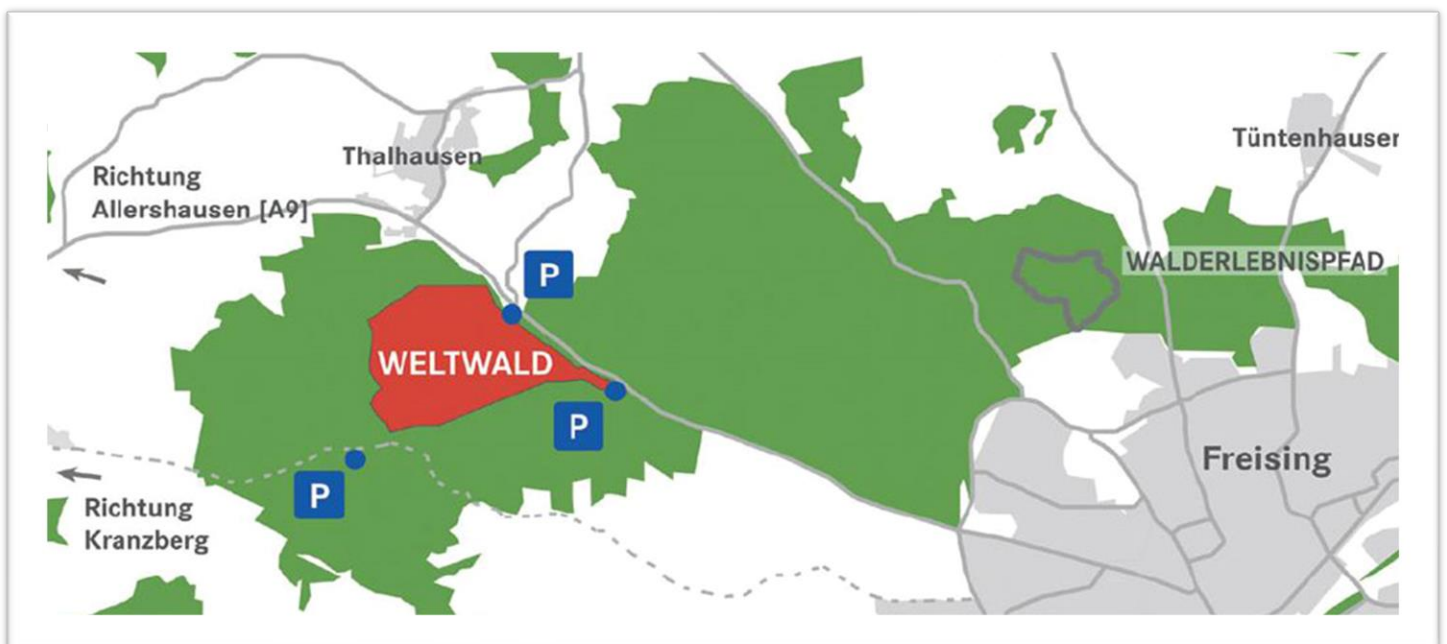 Thalhausen
Tüntenhauser
Richtung
Allershausen [A9]
P
WALDERLEBNISPFAD
WELTWALD
P
Freising
P
Richtung
Kranzberg